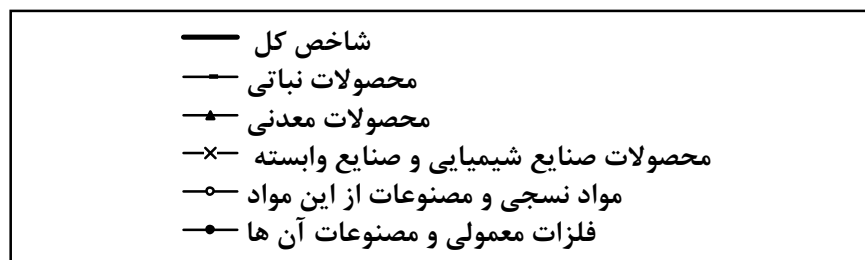 شاخص کل
محصولات نباتی
محصولات معدنی
محصولات صنایع شیمیایی و صنایع وابسته
مواد نسجی و مصنوعات از این مواد
فلزات معمولی و مصنوعات آن ها